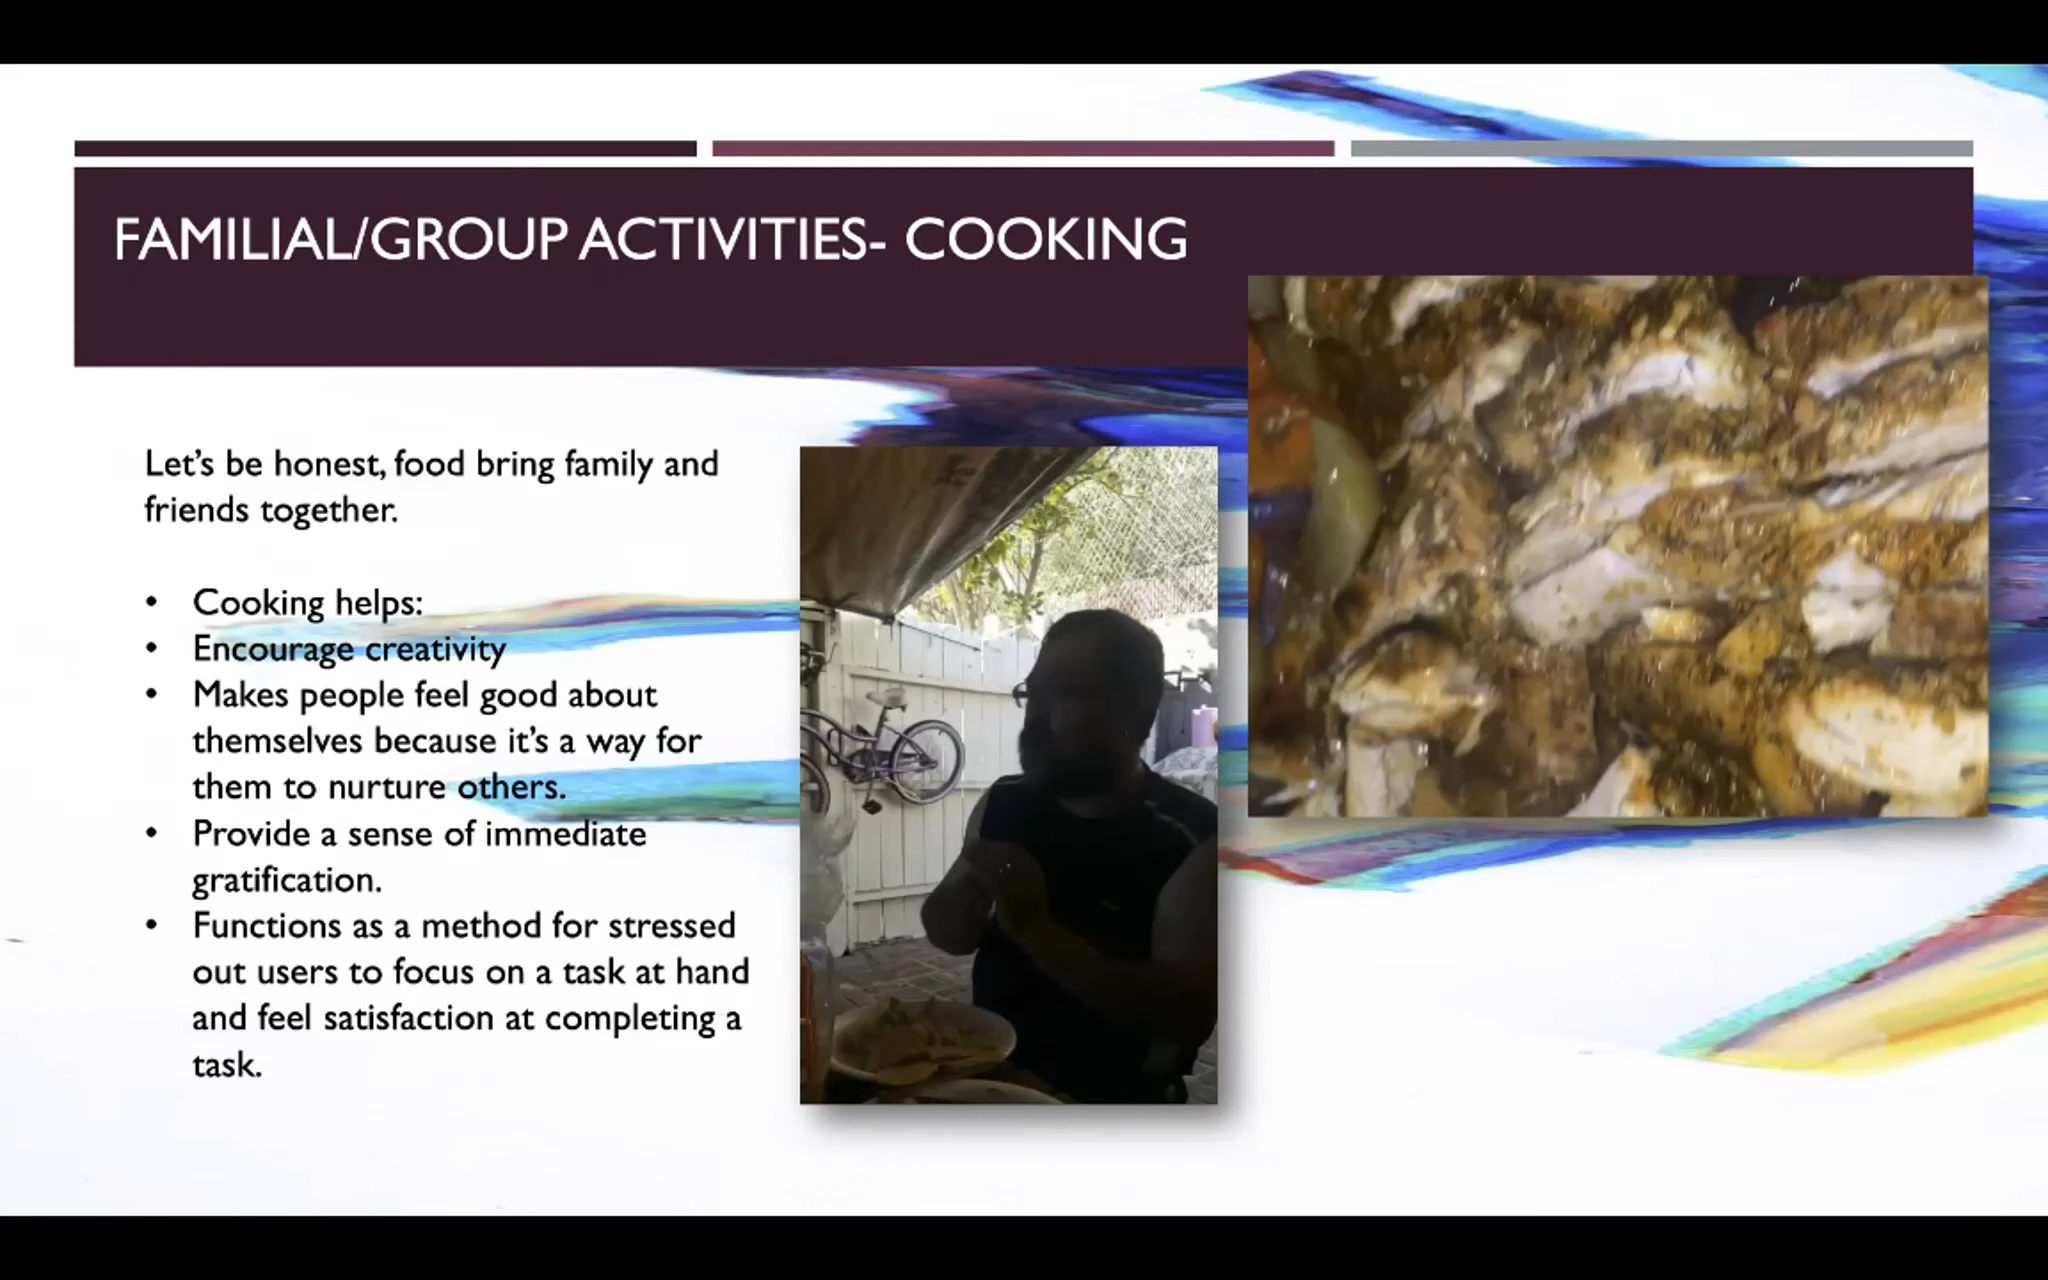 FAMILIAL/GROUP ACTIVITIES- COOKING
Let's be honest, food bring family and
friends together.
• Cooking helps:
• Encourage creativity
• Makes people feel good about
themselves because it's a way for
them to nurture others.
• Provide a sense of immediate
gratification.
• Functions as a method for stressed
out users to focus on a task at hand
and feel satisfaction at completing a
task.